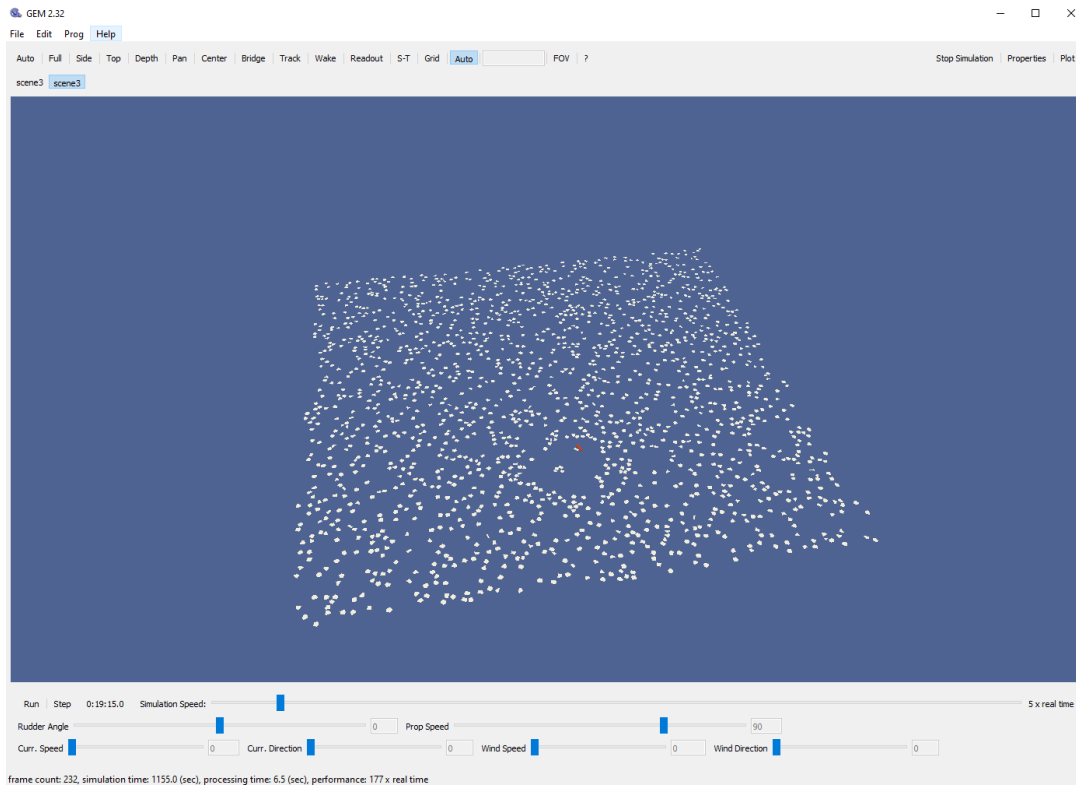 GEM 2.32
File Edit Prog Help
Auto Full Side Top Depth Pan Center Bridge Track Wake Readout S-T Grid Auto FOV ? Stop Simulation Properties Plot
scene3 scene3
Run Step 0:19:15.0 Simulation Speed: 5 x real time
Rudder Angle 0 Prop Speed 90
Curr. Speed 0 Curr. Direction 0 Wind Speed 0 Wind Direction 0
frame count: 232, simulation time: 1155.0 (sec), processing time: 6.5 (sec), performance: 177 x real time